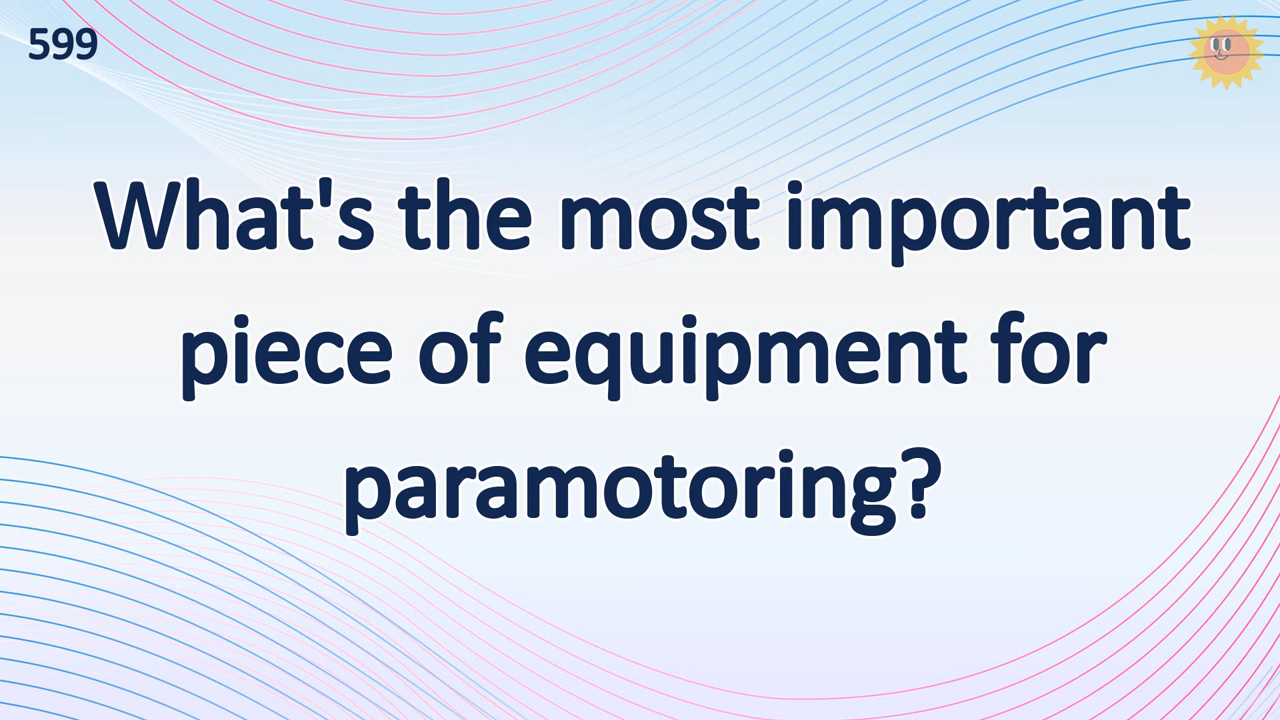 599
What's the most important
piece of equipment for
paramotoring?